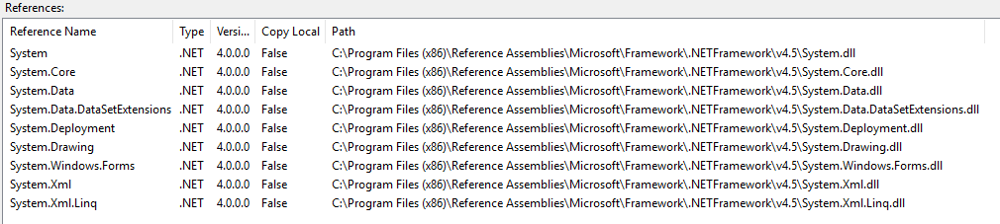 References:
Reference Name Type Versi... Copy Local Path
System .NET 4.0.0.0 False C:\Program Files (x86)\Reference Assemblies\Microsoft\Framework\.NETFramework\v4.5\System.dll
System.Core .NET 4.0.0.0 False C:\Program Files (x86)\Reference Assemblies\Microsoft\Framework\.NETFramework\v4.5\System.Core.dll
System.Data .NET 4.0.0.0 False C:\Program Files (x86)\Reference Assemblies\Microsoft\Framework\.NETFramework\v4.5\System.Data.dll
System.Data.DataSetExtensions .NET 4.0.0.0 False C:\Program Files (x86)\Reference Assemblies\Microsoft\Framework\.NETFramework\v4.5\System.Data.DataSetExtensions.dll
System.Deployment .NET 4.0.0.0 False C:\Program Files (x86)\Reference Assemblies\Microsoft\Framework\.NETFramework\v4.5\System.Deployment.dll
System.Drawing .NET 4.0.0.0 False C:\Program Files (x86)\Reference Assemblies\Microsoft\Framework\.NETFramework\v4.5\System.Drawing.dll
System.Windows.Forms .NET 4.0.0.0 False C:\Program Files (x86)\Reference Assemblies\Microsoft\Framework\.NETFramework\v4.5\System.Windows.Forms.dll
System.Xml .NET 4.0.0.0 False C:\Program Files (x86)\Reference Assemblies\Microsoft\Framework\.NETFramework\v4.5\System.Xml.dll
System.Xml.Linq .NET 4.0.0.0 False C:\Program Files (x86)\Reference Assemblies\Microsoft\Framework\.NETFramework\v4.5\System.Xml.Linq.dll